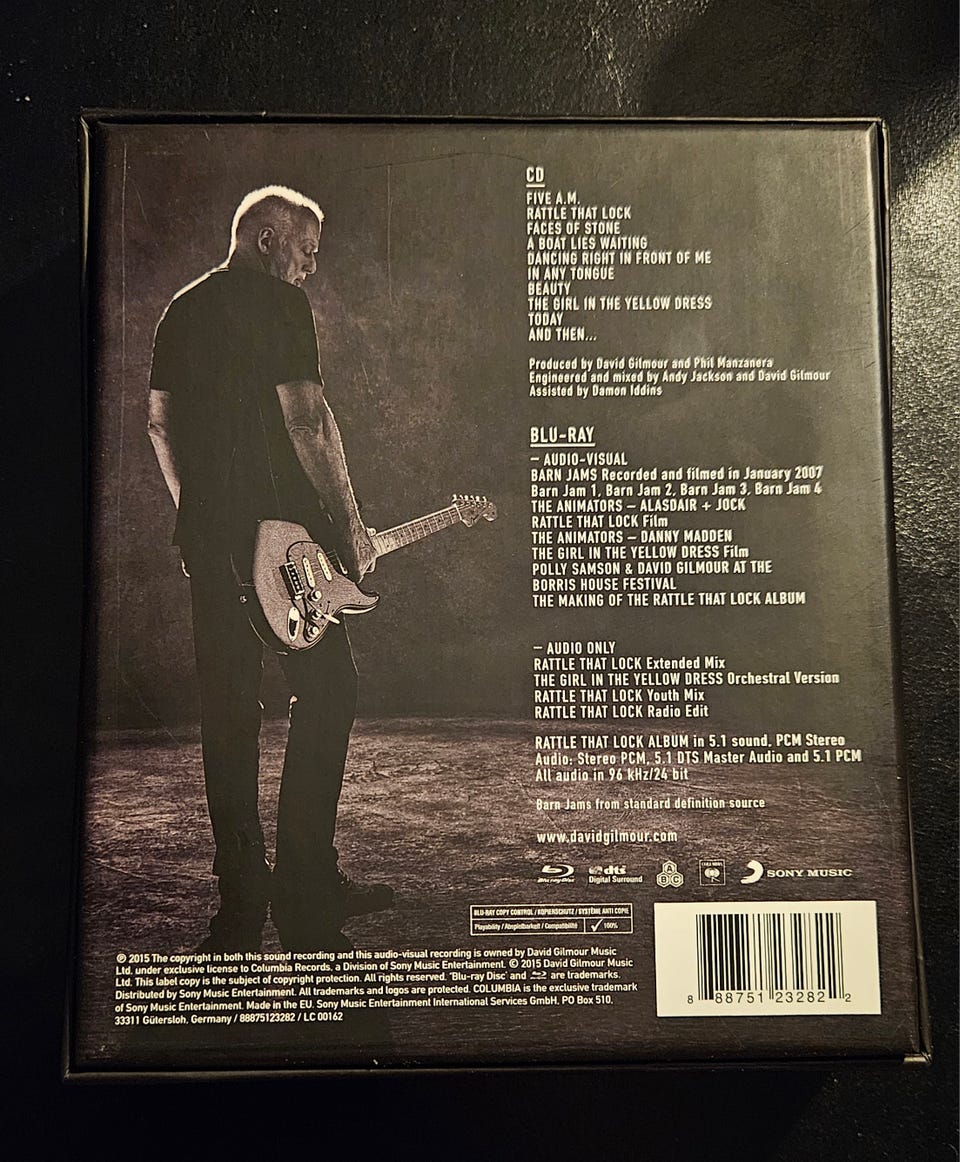 CD
FIVE A.M.
RATTLE THAT LOCK
FACES OF STONE
A BOAT LIES WAITING
DANCING RIGHT IN FRONT OF ME
IN ANY TONGUE
BEAUTY
THE GIRL IN THE YELLOW DRESS
TODAY
AND THEN...
Produced by David Gilmour and Phil Manzanera
Engineered and mixed by Andy Jackson and David Gilmour
Assisted by Damon Iddins
BLU-RAY
– AUDIO-VISUAL
BARN JAMS Recorded and filmed in January 2007
Barn Jam 1, Barn Jam 2, Barn Jam 3, Barn Jam 4
THE ANIMATORS – ALASDAIR + JOCK
RATTLE THAT LOCK Film
THE ANIMATORS – DANNY MADDEN
THE GIRL IN THE YELLOW DRESS Film
POLLY SAMSON & DAVID GILMOUR AT THE
BORRIS HOUSE FESTIVAL
THE MAKING OF THE RATTLE THAT LOCK ALBUM
– AUDIO ONLY
RATTLE THAT LOCK Extended Mix
THE GIRL IN THE YELLOW DRESS Orchestral Version
RATTLE THAT LOCK Youth Mix
RATTLE THAT LOCK Radio Edit
RATTLE THAT LOCK ALBUM in 5.1 sound, PCM Stereo
Audio: Stereo PCM, 5.1 DTS Master Audio and 5.1 PCM
All audio in 96 kHz/24 bit
Barn Jams from standard definition source
www.davidgilmour.com
Blu-ray Disc dts Digital Surround A B C COLUMBIA SONY MUSIC
BLU-RAY COPY CONTROL / KOPIERSCHUTZ / SYSTÈME ANTI COPIE
Playability / Abspielbarkeit / Compatibilité ✓ 100%
℗ 2015 The copyright in both this sound recording and this audio-visual recording is owned by David Gilmour Music
Ltd. under exclusive license to Columbia Records, a Division of Sony Music Entertainment. © 2015 David Gilmour Music
Ltd. This label copy is the subject of copyright protection. All rights reserved. 'Blu-ray Disc' and are trademarks.
Distributed by Sony Music Entertainment. All trademarks and logos are protected. COLUMBIA is the exclusive trademark
of Sony Music Entertainment. Made in the EU. Sony Music Entertainment International Services GmbH, PO Box 510,
33311 Gütersloh, Germany / 88875123282 / LC 00162
8 88751 23282 2